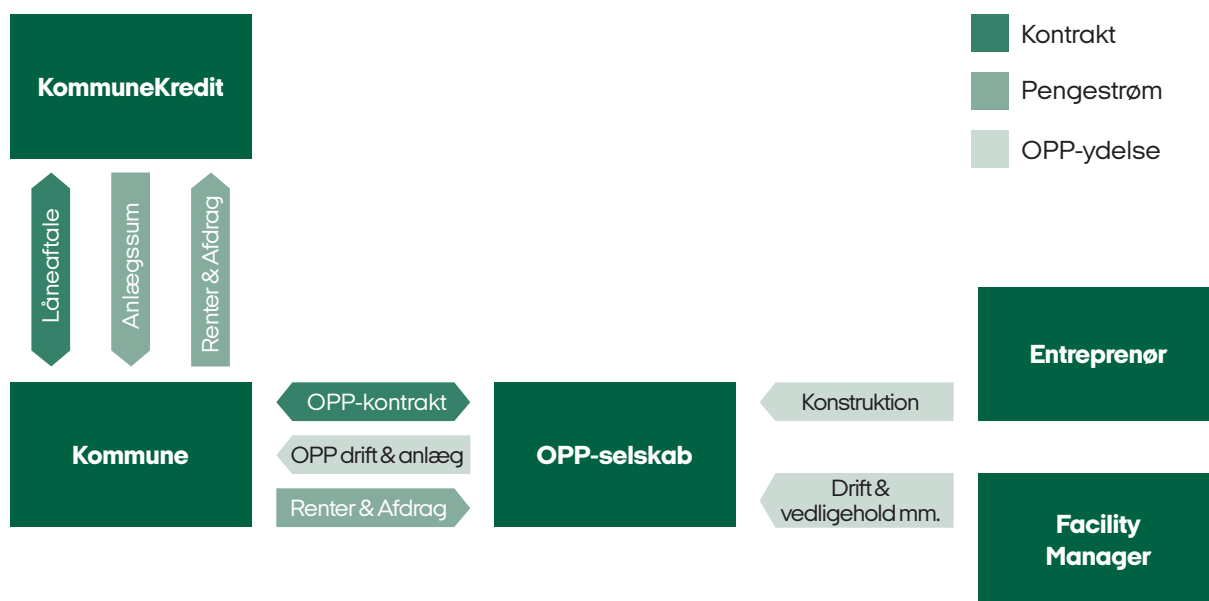 KommuneKredit
Kontrakt
Pengestrøm
OPP-ydelse
Låneaftale
Anlægssum
Renter & Afdrag
Kommune
OPP-kontrakt
OPP drift & anlæg
Renter & Afdrag
OPP-selskab
Konstruktion
Drift &
vedligehold mm.
Entreprenør
Facility
Manager